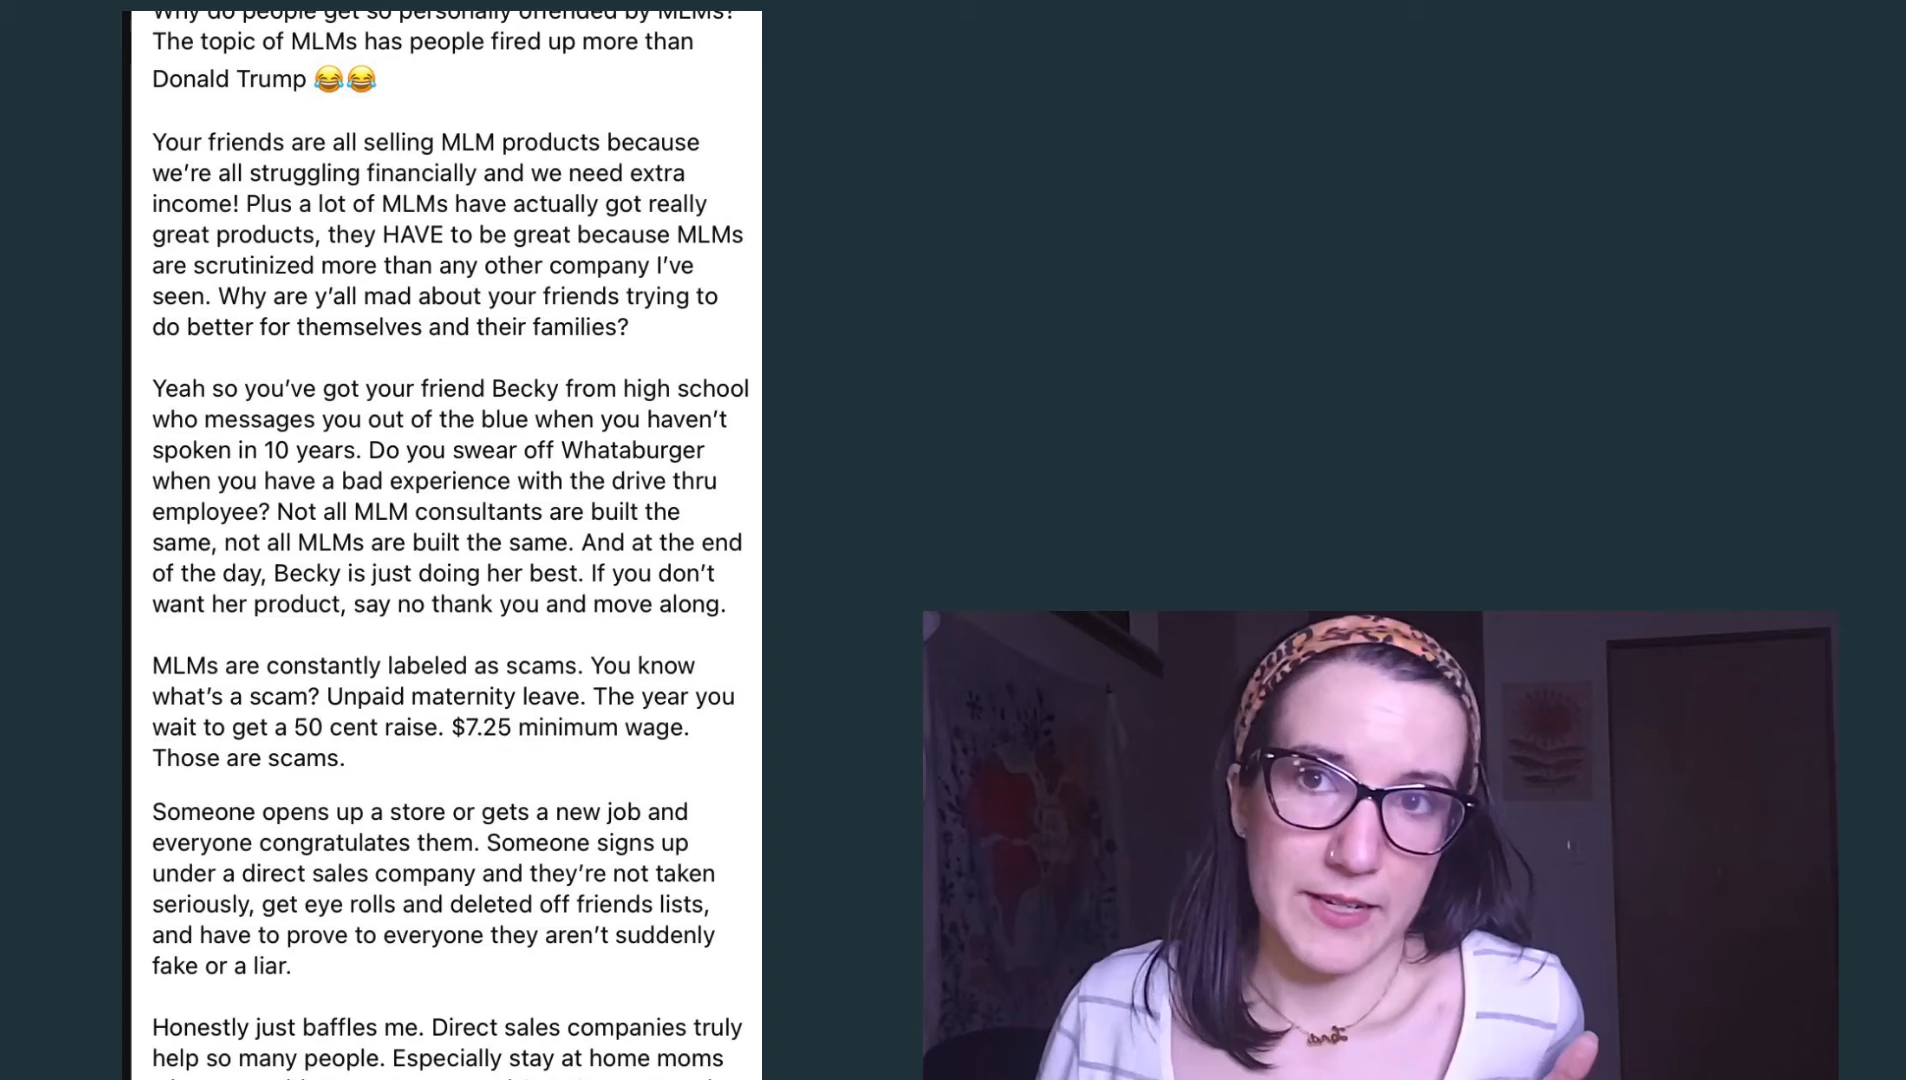 Why do people get so personally offended by MLMs?
The topic of MLMs has people fired up more than
Donald Trump 😂😂
Your friends are all selling MLM products because
we’re all struggling financially and we need extra
income! Plus a lot of MLMs have actually got really
great products, they HAVE to be great because MLMs
are scrutinized more than any other company I’ve
seen. Why are y’all mad about your friends trying to
do better for themselves and their families?
Yeah so you’ve got your friend Becky from high school
who messages you out of the blue when you haven’t
spoken in 10 years. Do you swear off Whataburger
when you have a bad experience with the drive thru
employee? Not all MLM consultants are built the
same, not all MLMs are built the same. And at the end
of the day, Becky is just doing her best. If you don’t
want her product, say no thank you and move along.
MLMs are constantly labeled as scams. You know
what’s a scam? Unpaid maternity leave. The year you
wait to get a 50 cent raise. $7.25 minimum wage.
Those are scams.
Someone opens up a store or gets a new job and
everyone congratulates them. Someone signs up
under a direct sales company and they’re not taken
seriously, get eye rolls and deleted off friends lists,
and have to prove to everyone they aren’t suddenly
fake or a liar.
Honestly just baffles me. Direct sales companies truly
help so many people. Especially stay at home moms